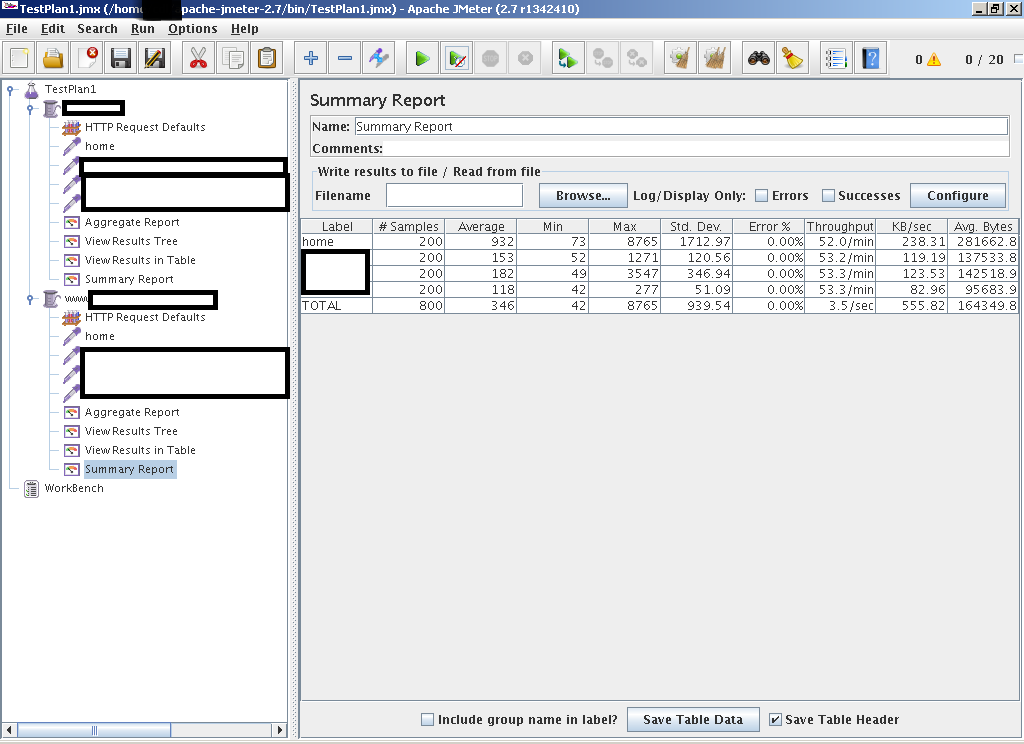 TestPlan1.jmx (/hom pache-jmeter-2.7/bin/TestPlan1.jmx) - Apache JMeter (2.7 r1342410)
File Edit Search Run Options Help
0 0 / 20
TestPlan1
HTTP Request Defaults
home
Aggregate Report
View Results Tree
View Results in Table
Summary Report
HTTP Request Defaults
home
Aggregate Report
View Results Tree
View Results in Table
Summary Report
WorkBench
Summary Report
Name: Summary Report
Comments:
Write results to file / Read from file
Filename Browse... Log/Display Only: Errors Successes Configure
Label # Samples Average Min Max Std. Dev. Error % Throughput KB/sec Avg. Bytes
home 200 932 73 8765 1712.97 0.00% 52.0/min 238.31 281662.8
200 153 52 1271 120.56 0.00% 53.2/min 119.19 137533.8
200 182 49 3547 346.94 0.00% 53.3/min 123.53 142518.9
200 118 42 277 51.09 0.00% 53.3/min 82.96 95683.9
TOTAL 800 346 42 8765 939.54 0.00% 3.5/sec 555.82 164349.8
Include group name in label? Save Table Data Save Table Header